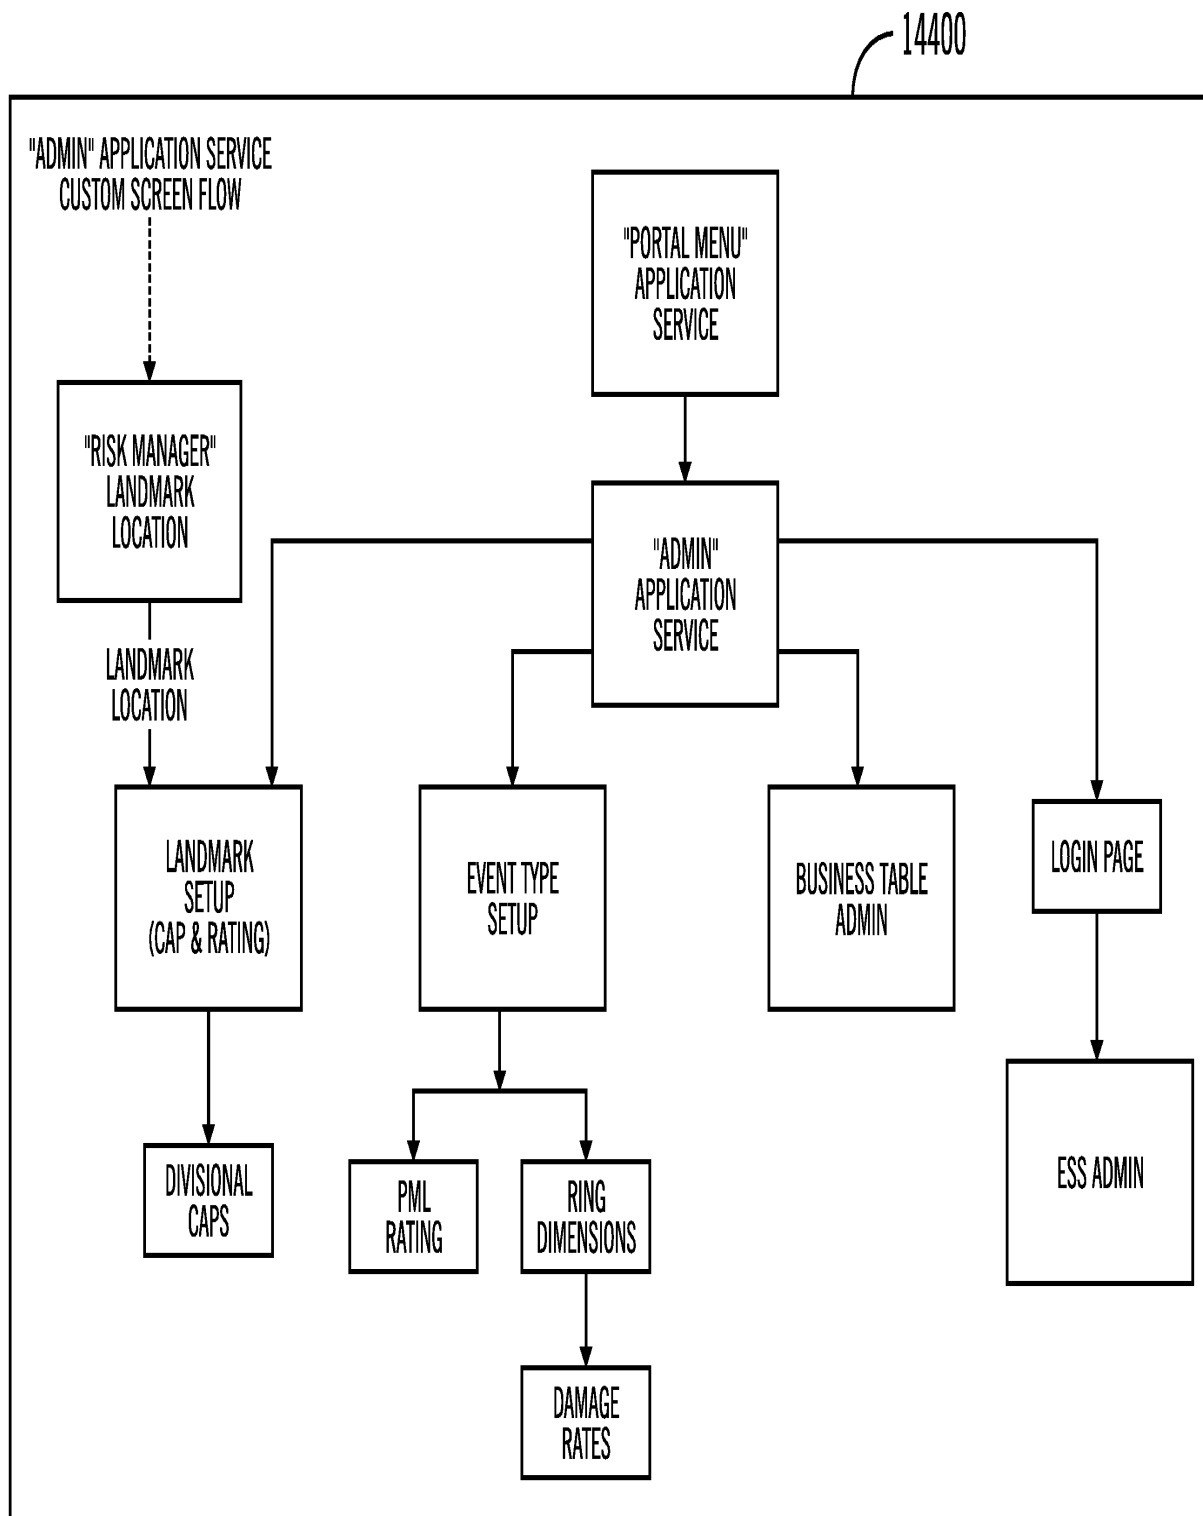 14400
"ADMIN" APPLICATION SERVICE
CUSTOM SCREEN FLOW
"PORTAL MENU"
APPLICATION
SERVICE
"RISK MANAGER"
LANDMARK
LOCATION
"ADMIN"
APPLICATION
SERVICE
LANDMARK
LOCATION
LANDMARK
SETUP
(CAP & RATING)
EVENT TYPE
SETUP
BUSINESS TABLE
ADMIN
LOGIN PAGE
DIVISIONAL
CAPS
PML
RATING
RING
DIMENSIONS
ESS ADMIN
DAMAGE
RATES